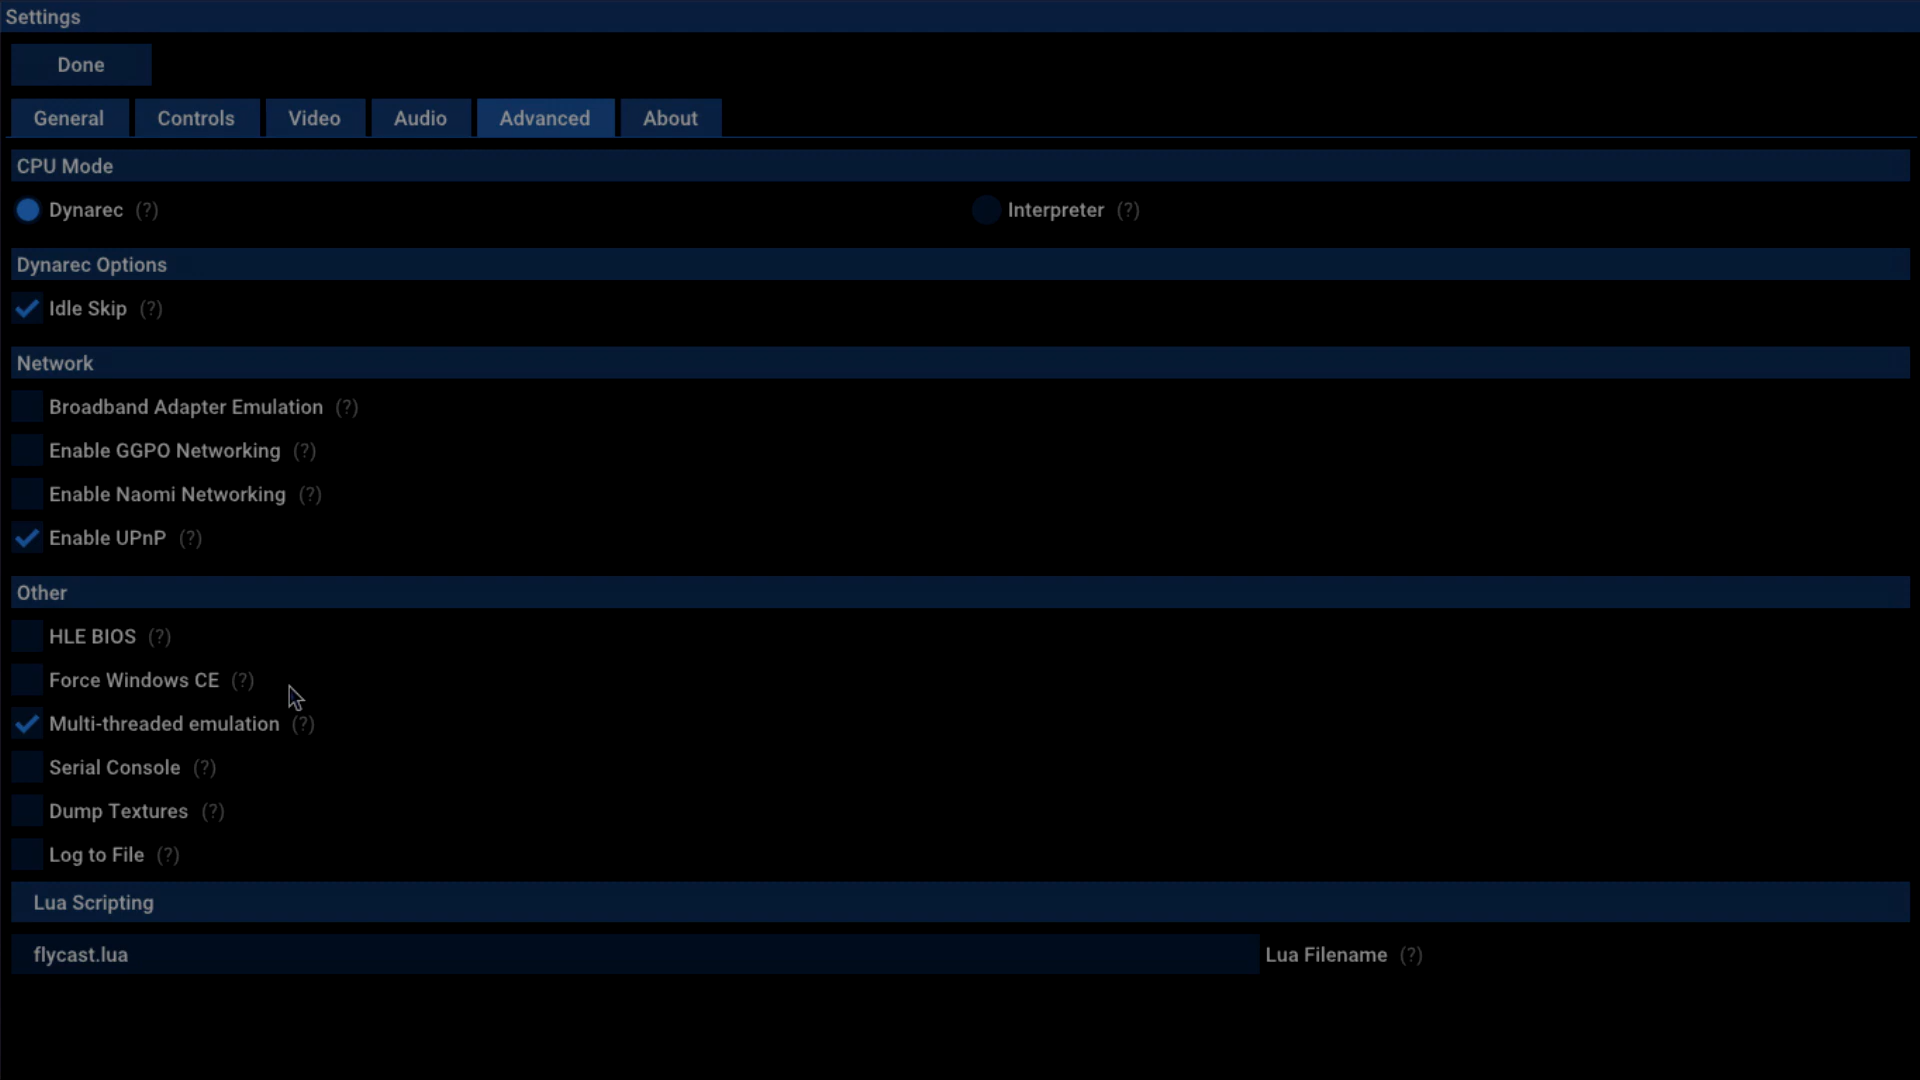 Settings
Done
General Controls Video Audio Advanced About
CPU Mode
Dynarec (?) Interpreter (?)
Dynarec Options
Idle Skip (?)
Network
Broadband Adapter Emulation (?)
Enable GGPO Networking (?)
Enable Naomi Networking (?)
Enable UPnP (?)
Other
HLE BIOS (?)
Force Windows CE (?)
Multi-threaded emulation (?)
Serial Console (?)
Dump Textures (?)
Log to File (?)
Lua Scripting
flycast.lua Lua Filename (?)